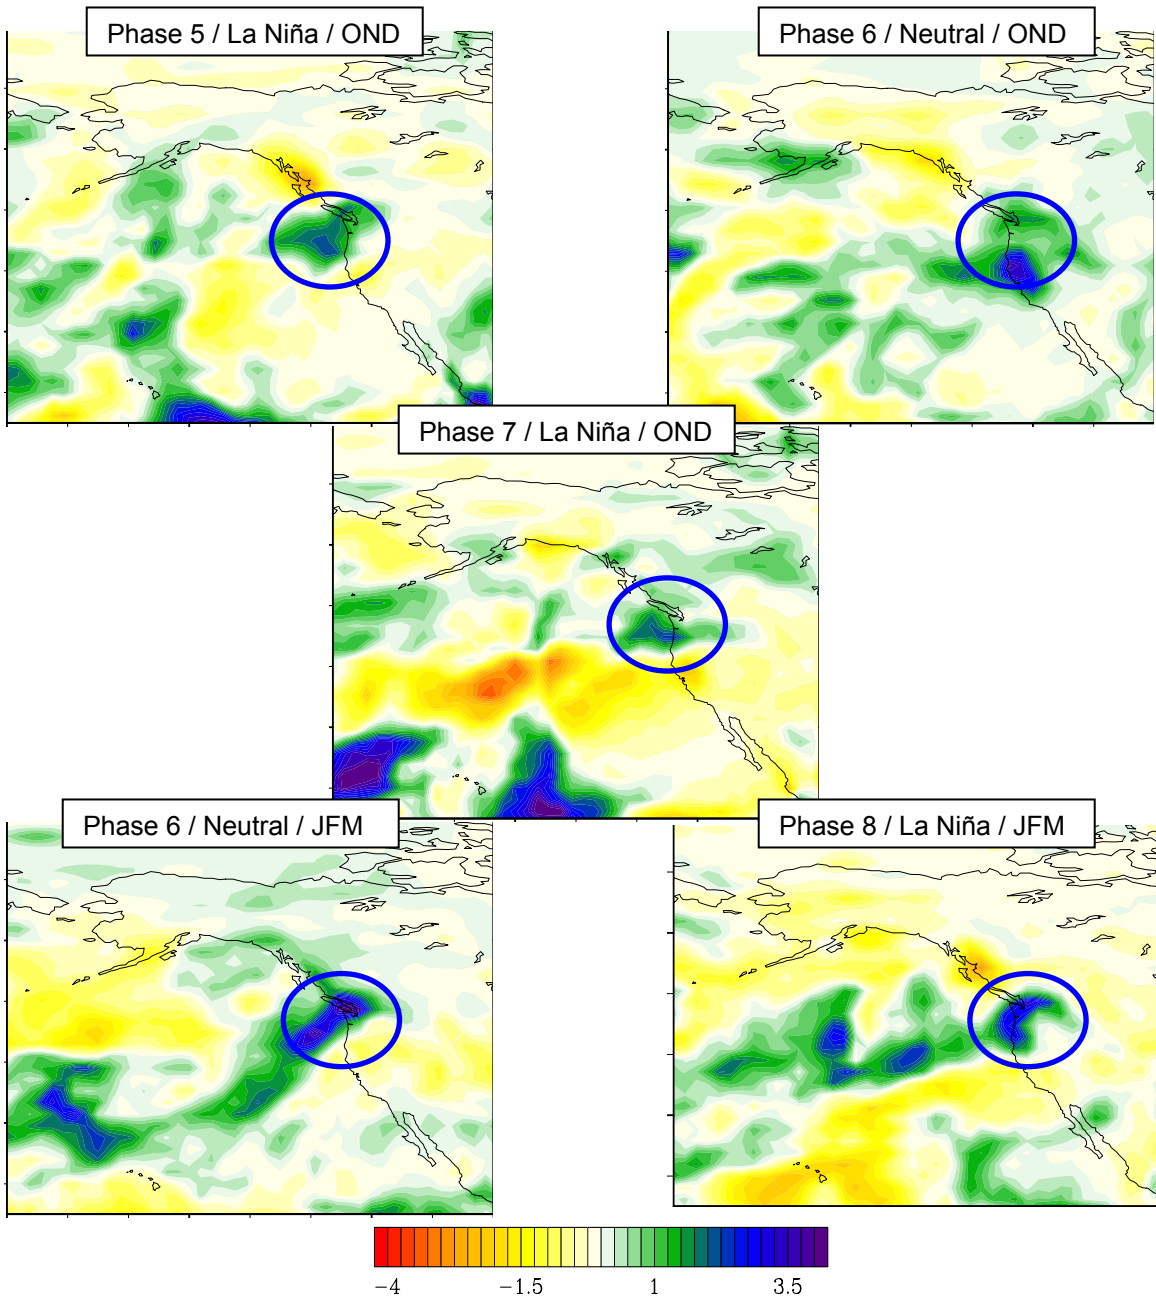 Phase 5 / La Niña / OND
Phase 6 / Neutral / OND
Phase 7 / La Niña / OND
Phase 6 / Neutral / JFM
Phase 8 / La Niña / JFM
−4 −1.5 1 3.5